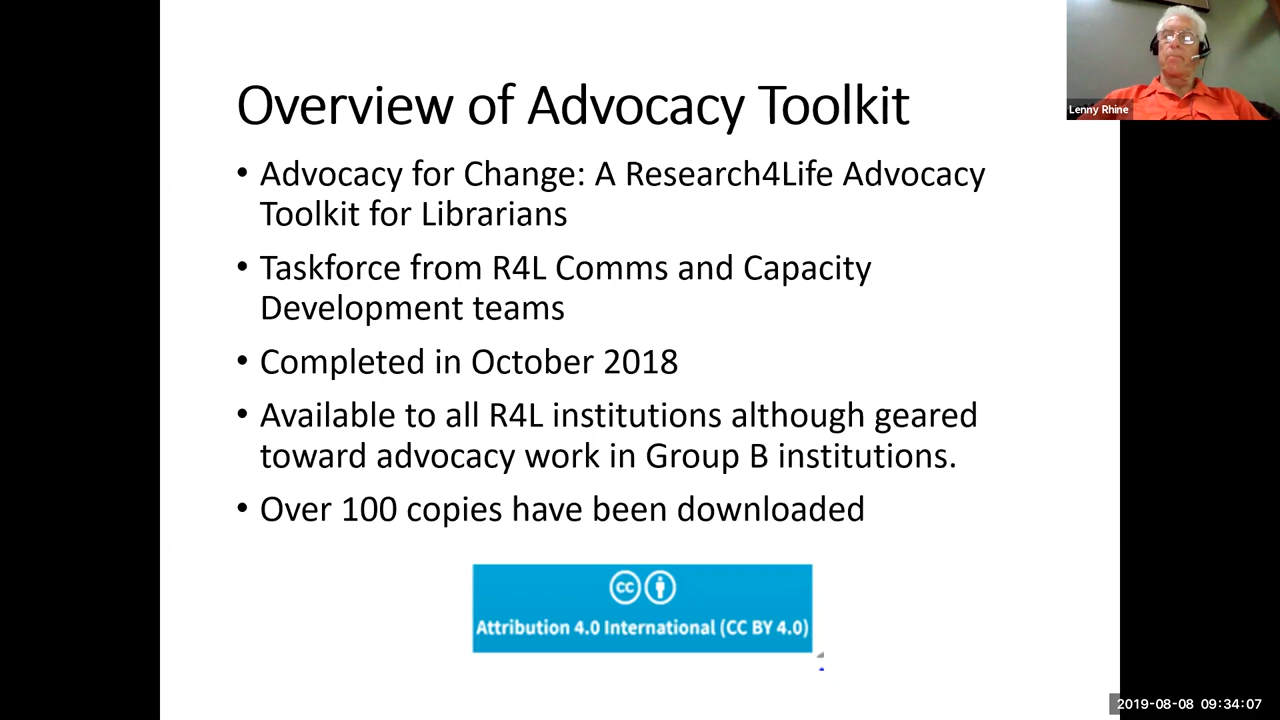 Overview of Advocacy Toolkit
• Advocacy for Change: A Research4Life Advocacy
Toolkit for Librarians
• Taskforce from R4L Comms and Capacity
Development teams
• Completed in October 2018
• Available to all R4L institutions although geared
toward advocacy work in Group B institutions.
• Over 100 copies have been downloaded
cc
Attribution 4.0 International (CC BY 4.0)
Lenny Rhine
2019-08-08 09:34:07